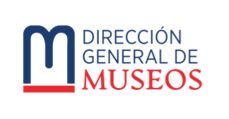 DIRECCIÓN
GENERAL DE
MUSEOS